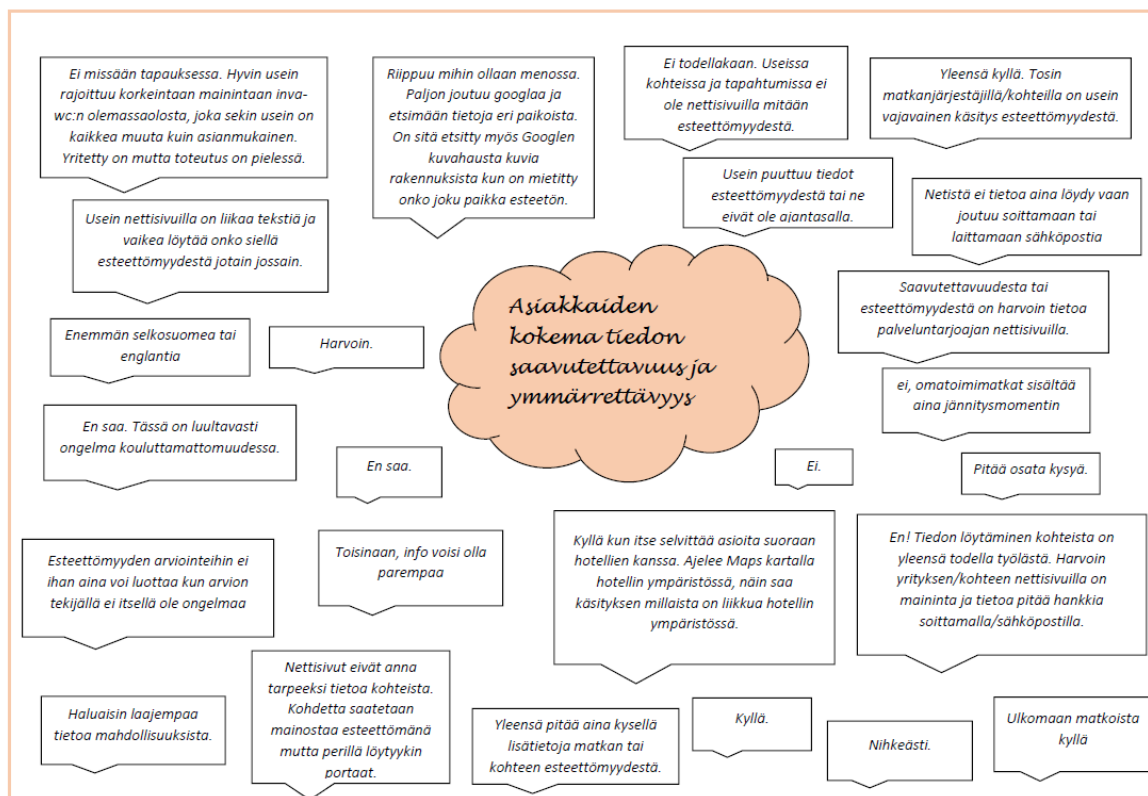 Ei missään tapauksessa. Hyvin usein
rajoittuu korkeintaan mainintaan inva-
wc:n olemassaolosta, joka sekin usein on
kaikkea muuta kuin asianmukainen.
Yritetty on mutta toteutus on pielessä.
Riippuu mihin ollaan menossa.
Paljon joutuu googlaa ja
etsimään tietoja eri paikoista.
On sitä etsitty myös Googlen
kuvahausta kuvia
rakennuksista kun on mietitty
onko joku paikka esteetön.
Ei todellakaan. Useissa
kohteissa ja tapahtumissa ei
ole nettisivuilla mitään
esteettömyydestä.
Yleensä kyllä. Tosin
matkanjärjestäjillä/kohteilla on usein
vajavainen käsitys esteettömyydestä.
Usein puuttuu tiedot
esteettömyydestä tai ne
eivät ole ajantasalla.
Netistä ei tietoa aina löydy vaan
joutuu soittamaan tai
laittamaan sähköpostia
Usein nettisivuilla on liikaa tekstiä ja
vaikea löytää onko siellä
esteettömyydestä jotain jossain.
Asiakkaiden
kokema tiedon
saavutettavuus ja
ymmärrettävyys
Saavutettavuudesta tai
esteettömyydestä on harvoin tietoa
palveluntarjoajan nettisivuilla.
Enemmän selkosuomea tai
englantia
Harvoin.
ei, omatoimimatkat sisältää
aina jännitysmomentin
En saa. Tässä on luultavasti
ongelma kouluttamattomuudessa.
En saa.
Ei.
Pitää osata kysyä.
Esteettömyyden arviointeihin ei
ihan aina voi luottaa kun arvion
tekijällä ei itsellä ole ongelmaa
Toisinaan, info voisi olla
parempaa
Kyllä kun itse selvittää asioita suoraan
hotellien kanssa. Ajelee Maps kartalla
hotellin ympäristössä, näin saa
käsityksen millaista on liikkua hotellin
ympäristössä.
En! Tiedon löytäminen kohteista on
yleensä todella työlästä. Harvoin
yrityksen/kohteen nettisivuilla on
maininta ja tietoa pitää hankkia
soittamalla/sähköpostilla.
Haluaisin laajempaa
tietoa mahdollisuuksista.
Nettisivut eivät anna
tarpeeksi tietoa kohteista.
Kohdetta saatetaan
mainostaa esteettömänä
mutta perillä löytyykin
portaat.
Yleensä pitää aina kysellä
lisätietoja matkan tai
kohteen esteettömyydestä.
Kyllä.
Nihkeästi.
Ulkomaan matkoista
kyllä